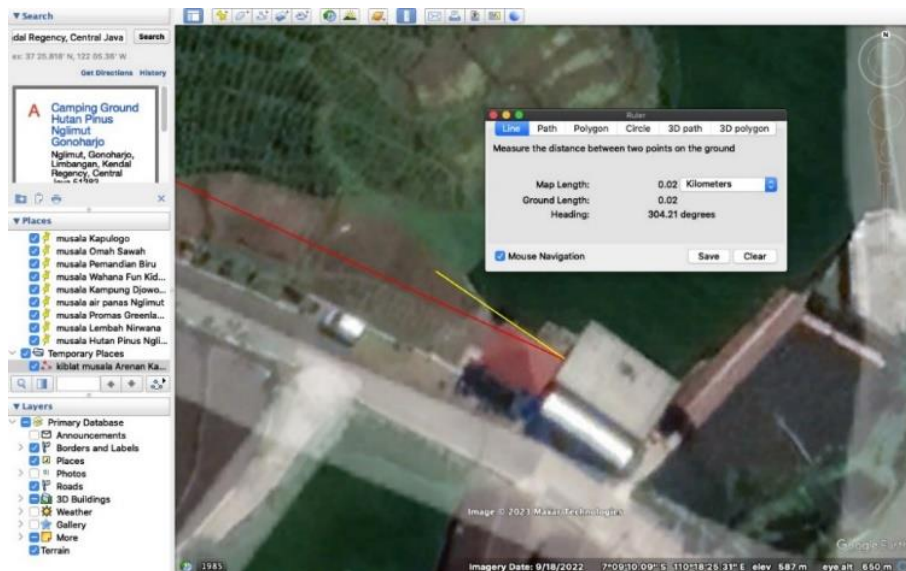 ▼ Search
dal Regency, Central Java
Search
ex: 37 25.818' N, 122 05.36' W
Get Directions History
A
Camping Ground
Hutan Pinus
Nglimut
Gonoharjo
Nglimut, Gonoharjo,
Limbangan, Kendal
Regency, Central
Java 51383
▼ Places
musala Kapulogo
musala Omah Sawah
musala Pemandian Biru
musala Wahana Fun Kid...
musala Kampung Djowo...
musala air panas Nglimut
musala Promas Greenla...
musala Lembah Nirwana
musala Hutan Pinus Ngli...
Temporary Places
kiblat musala Arenan Ka...
▼ Layers
Primary Database
Announcements
Borders and Labels
Places
Photos
Roads
3D Buildings
Weather
Gallery
More
Terrain
N
Ruler
Line Path Polygon Circle 3D path 3D polygon
Measure the distance between two points on the ground
Map Length: 0.02 Kilometers
Ground Length: 0.02
Heading: 304.21 degrees
Mouse Navigation
Save
Clear
Image © 2023 Maxar Technologies
Google Earth
1985
Imagery Date: 9/18/2022 7°09'10.09" S 110°18'25.31" E elev 587 m eye alt 650 m